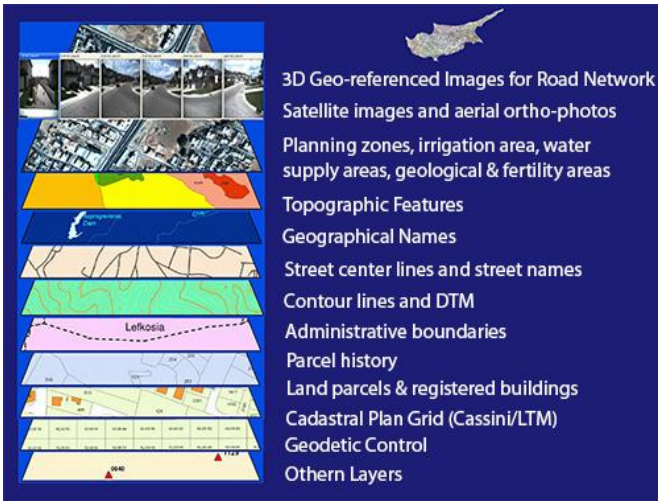 3D Geo-referenced Images for Road Network
Satellite images and aerial ortho-photos
Planning zones, irrigation area, water
supply areas, geological & fertility areas
Topographic Features
Geographical Names
Street center lines and street names
Contour lines and DTM
Lefkosia
Administrative boundaries
Parcel history
Land parcels & registered buildings
Cadastral Plan Grid (Cassini/LTM)
Geodetic Control
Othern Layers
0640